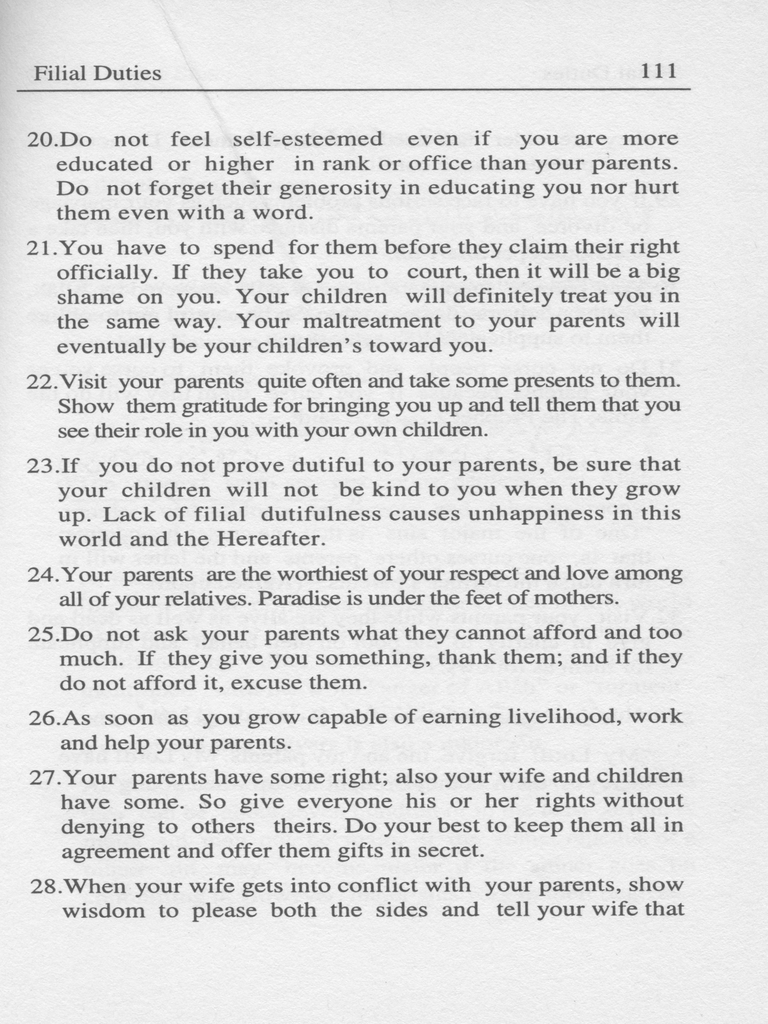 Filial Duties 111
20.Do not feel self-esteemed even if you are more
educated or higher in rank or office than your parents.
Do not forget their generosity in educating you nor hurt
them even with a word.
21.You have to spend for them before they claim their right
officially. If they take you to court, then it will be a big
shame on you. Your children will definitely treat you in
the same way. Your maltreatment to your parents will
eventually be your children's toward you.
22.Visit your parents quite often and take some presents to them.
Show them gratitude for bringing you up and tell them that you
see their role in you with your own children.
23.If you do not prove dutiful to your parents, be sure that
your children will not be kind to you when they grow
up. Lack of filial dutifulness causes unhappiness in this
world and the Hereafter.
24.Your parents are the worthiest of your respect and love among
all of your relatives. Paradise is under the feet of mothers.
25.Do not ask your parents what they cannot afford and too
much. If they give you something, thank them; and if they
do not afford it, excuse them.
26.As soon as you grow capable of earning livelihood, work
and help your parents.
27.Your parents have some right; also your wife and children
have some. So give everyone his or her rights without
denying to others theirs. Do your best to keep them all in
agreement and offer them gifts in secret.
28.When your wife gets into conflict with your parents, show
wisdom to please both the sides and tell your wife that